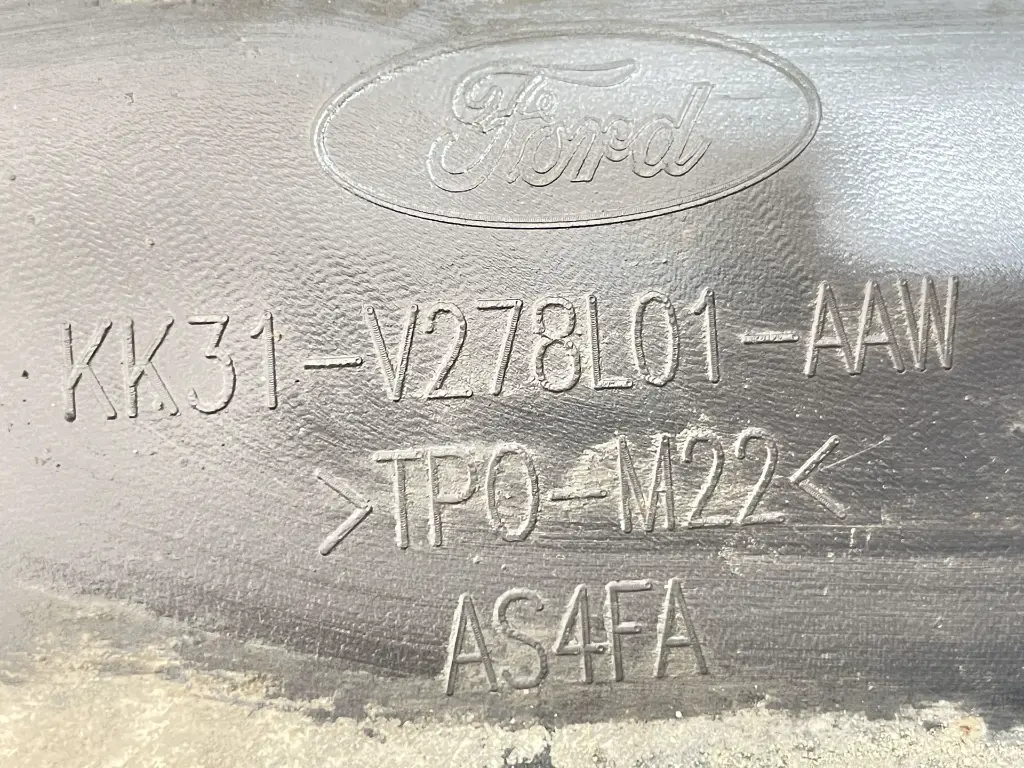 Ford
KK31-V278L01-AAW
>TPO-M22<
AS4FA